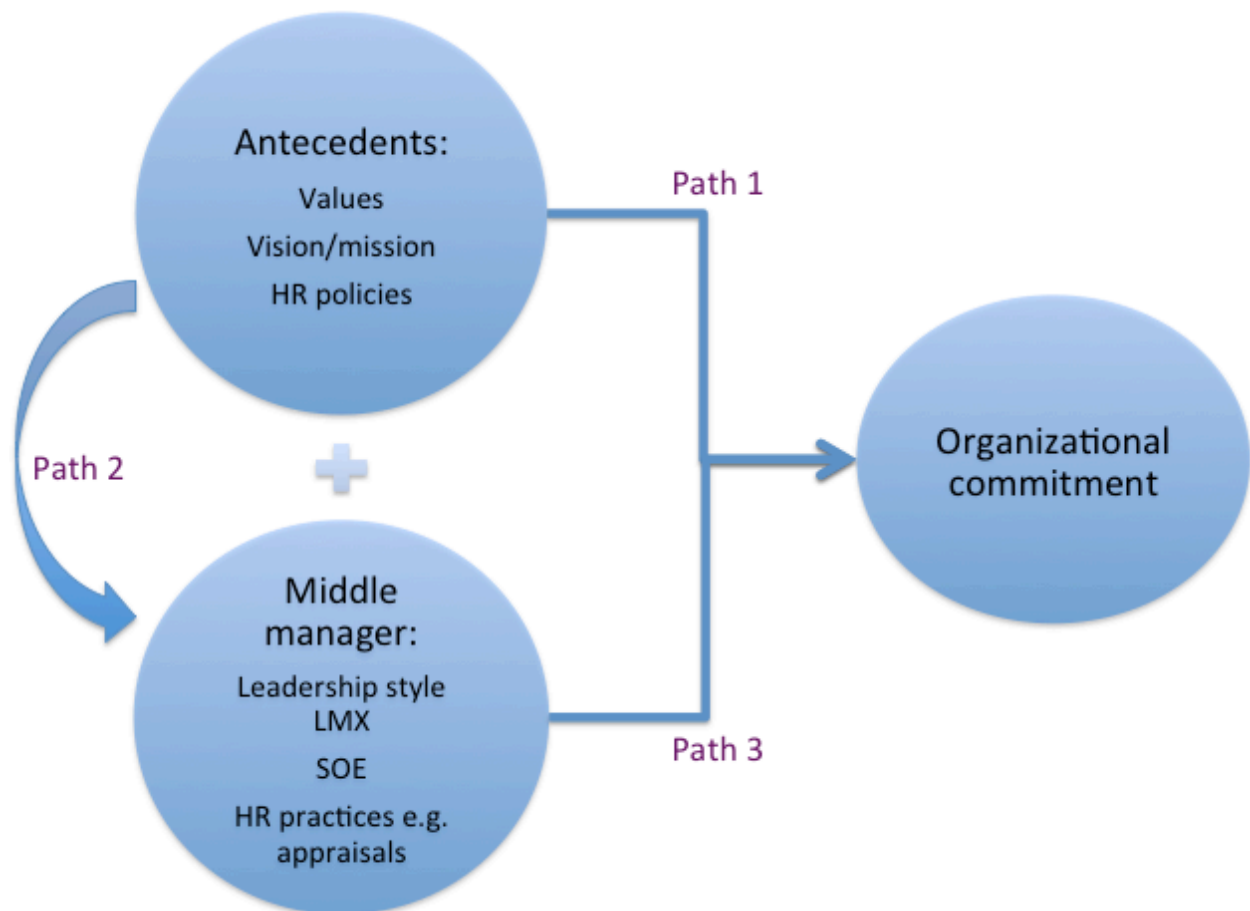 Antecedents:
Values
Vision/mission
HR policies
Path 1
Path 2
Organizational
commitment
Middle
manager:
Leadership style
LMX
SOE
HR practices e.g.
appraisals
Path 3